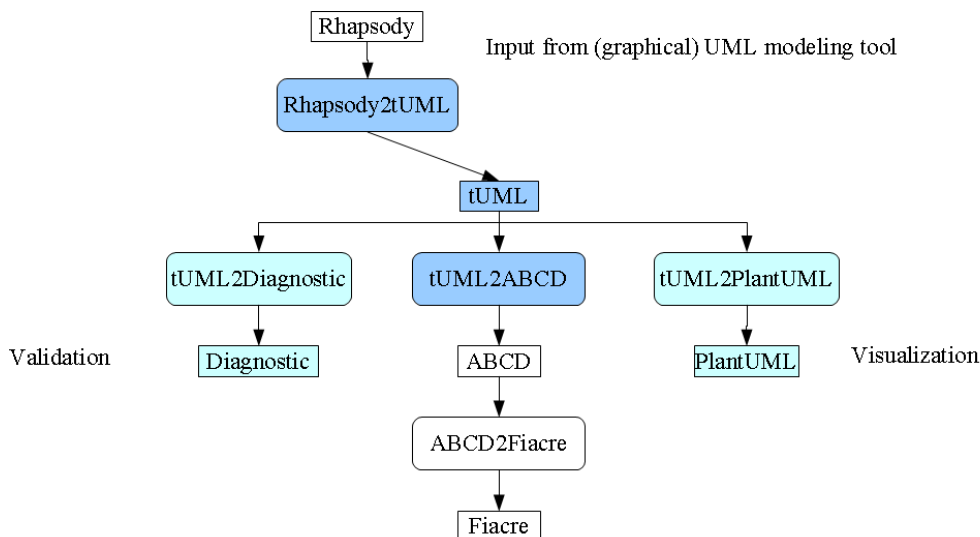 Rhapsody
Input from (graphical) UML modeling tool
Rhapsody2tUML
tUML
tUML2Diagnostic
tUML2ABCD
tUML2PlantUML
Validation
Diagnostic
ABCD
PlantUML
Visualization
ABCD2Fiacre
Fiacre